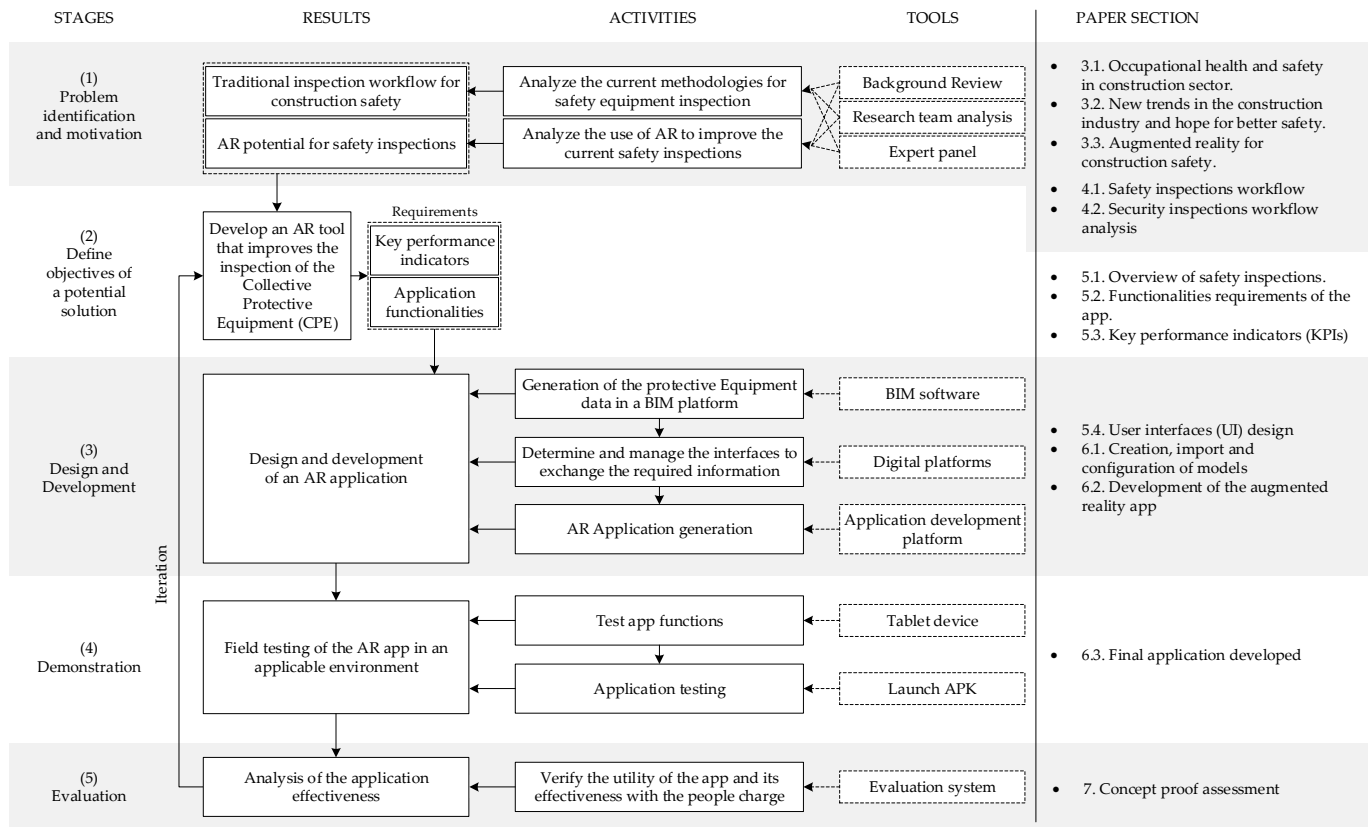 STAGES
RESULTS
ACTIVITIES
TOOLS
PAPER SECTION
(1)
Problem
identification
and motivation
Traditional inspection workflow for
construction safety
AR potential for safety inspections
Analyze the current methodologies for
safety equipment inspection
Analyze the use of AR to improve the
current safety inspections
Background Review
Research team analysis
Expert panel
• 3.1. Occupational health and safety
in construction sector.
• 3.2. New trends in the construction
industry and hope for better safety.
• 3.3. Augmented reality for
construction safety.
• 4.1. Safety inspections workflow
• 4.2. Security inspections workflow
analysis
(2)
Define
objectives of
a potential
solution
Develop an AR tool
that improves the
inspection of the
Collective
Protective
Equipment (CPE)
Requirements
Key performance
indicators
Application
functionalities
• 5.1. Overview of safety inspections.
• 5.2. Functionalities requirements of the
app.
• 5.3. Key performance indicators (KPIs)
(3)
Design and
Development
Design and development
of an AR application
Generation of the protective Equipment
data in a BIM platform
Determine and manage the interfaces to
exchange the required information
AR Application generation
BIM software
Digital platforms
Application development
platform
• 5.4. User interfaces (UI) design
• 6.1. Creation, import and
configuration of models
• 6.2. Development of the augmented
reality app
Iteration
(4)
Demonstration
Field testing of the AR app in an
applicable environment
Test app functions
Application testing
Tablet device
Launch APK
• 6.3. Final application developed
(5)
Evaluation
Analysis of the application
effectiveness
Verify the utility of the app and its
effectiveness with the people charge
Evaluation system
• 7. Concept proof assessment